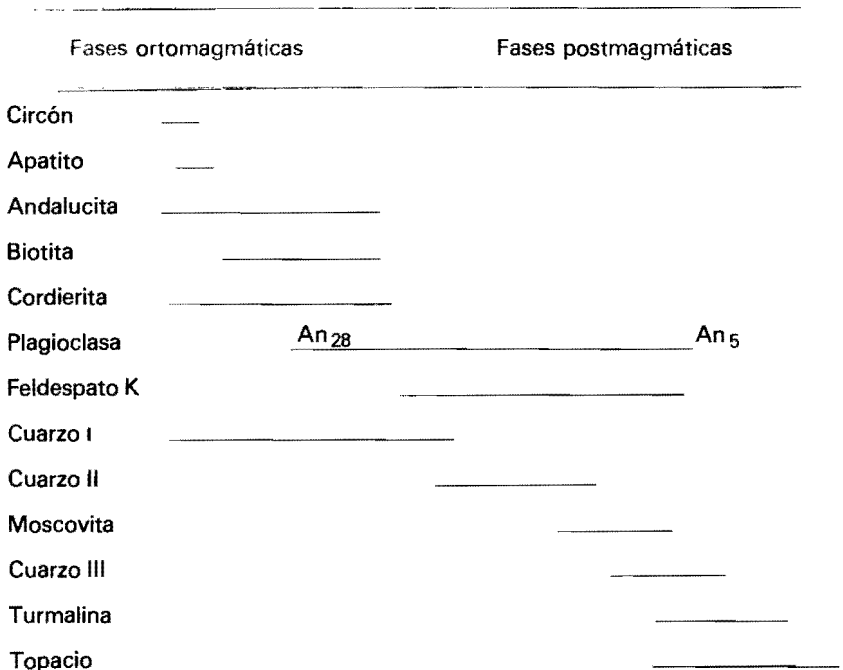 Fases ortomagmáticas Fases postmagmáticas
Circón
Apatito
Andalucita
Biotita
Cordierita
Plagioclasa An28 An5
Feldespato K
Cuarzo I
Cuarzo II
Moscovita
Cuarzo III
Turmalina
Topacio